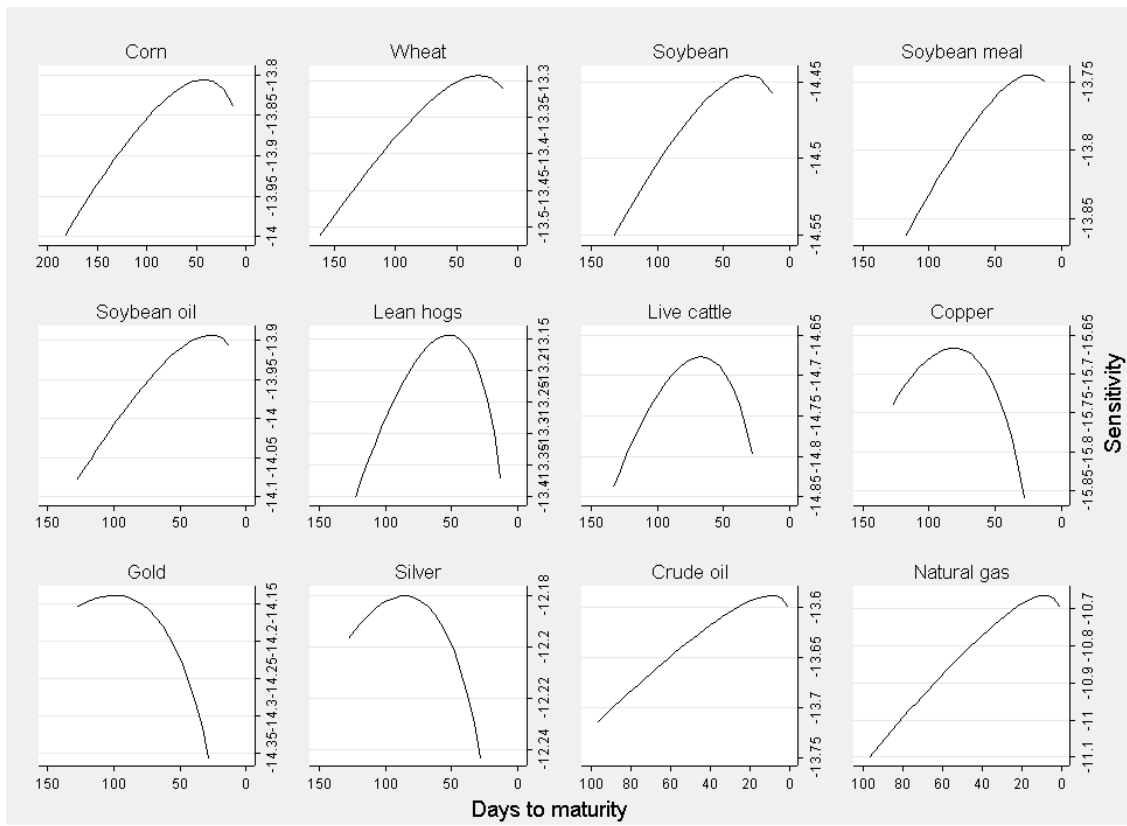 Corn
-13.8
-13.85
-13.9
-13.95
-14
200 150 100 50 0
Wheat
-13.3
-13.35
-13.4
-13.45
-13.5
150 100 50 0
Soybean
-14.45
-14.5
-14.55
150 100 50 0
Soybean meal
-13.75
-13.8
-13.85
150 100 50 0
Soybean oil
-13.9
-13.95
-14
-14.05
-14.1
150 100 50 0
Lean hogs
-13.15
-13.2
-13.25
-13.3
-13.35
-13.4
150 100 50 0
Live cattle
-14.65
-14.7
-14.75
-14.8
-14.85
150 100 50 0
Copper
-15.65
-15.7
-15.75
-15.8
-15.85
150 100 50 0
Sensitivity
Gold
-14.15
-14.2
-14.25
-14.3
-14.35
150 100 50 0
Silver
-12.18
-12.2
-12.22
-12.24
150 100 50 0
Crude oil
-13.6
-13.65
-13.7
-13.75
100 80 60 40 20 0
Natural gas
-10.7
-10.8
-10.9
-11
-11.1
100 80 60 40 20 0
Days to maturity